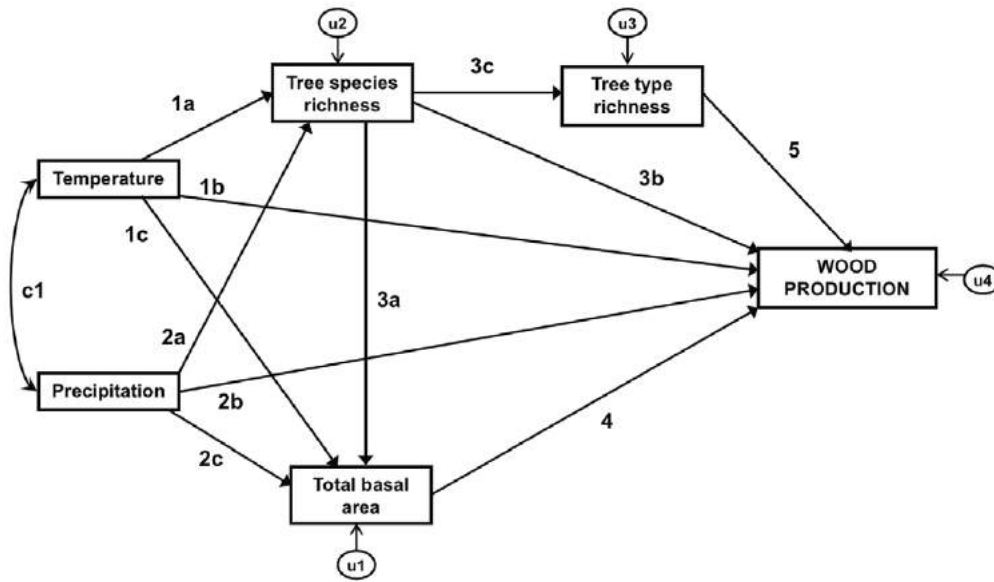 u2
u3
Tree species
richness
3c
Tree type
richness
1a
5
Temperature
1b
3b
1c
WOOD
PRODUCTION
u4
c1
3a
2a
Precipitation
2b
4
2c
Total basal
area
u1